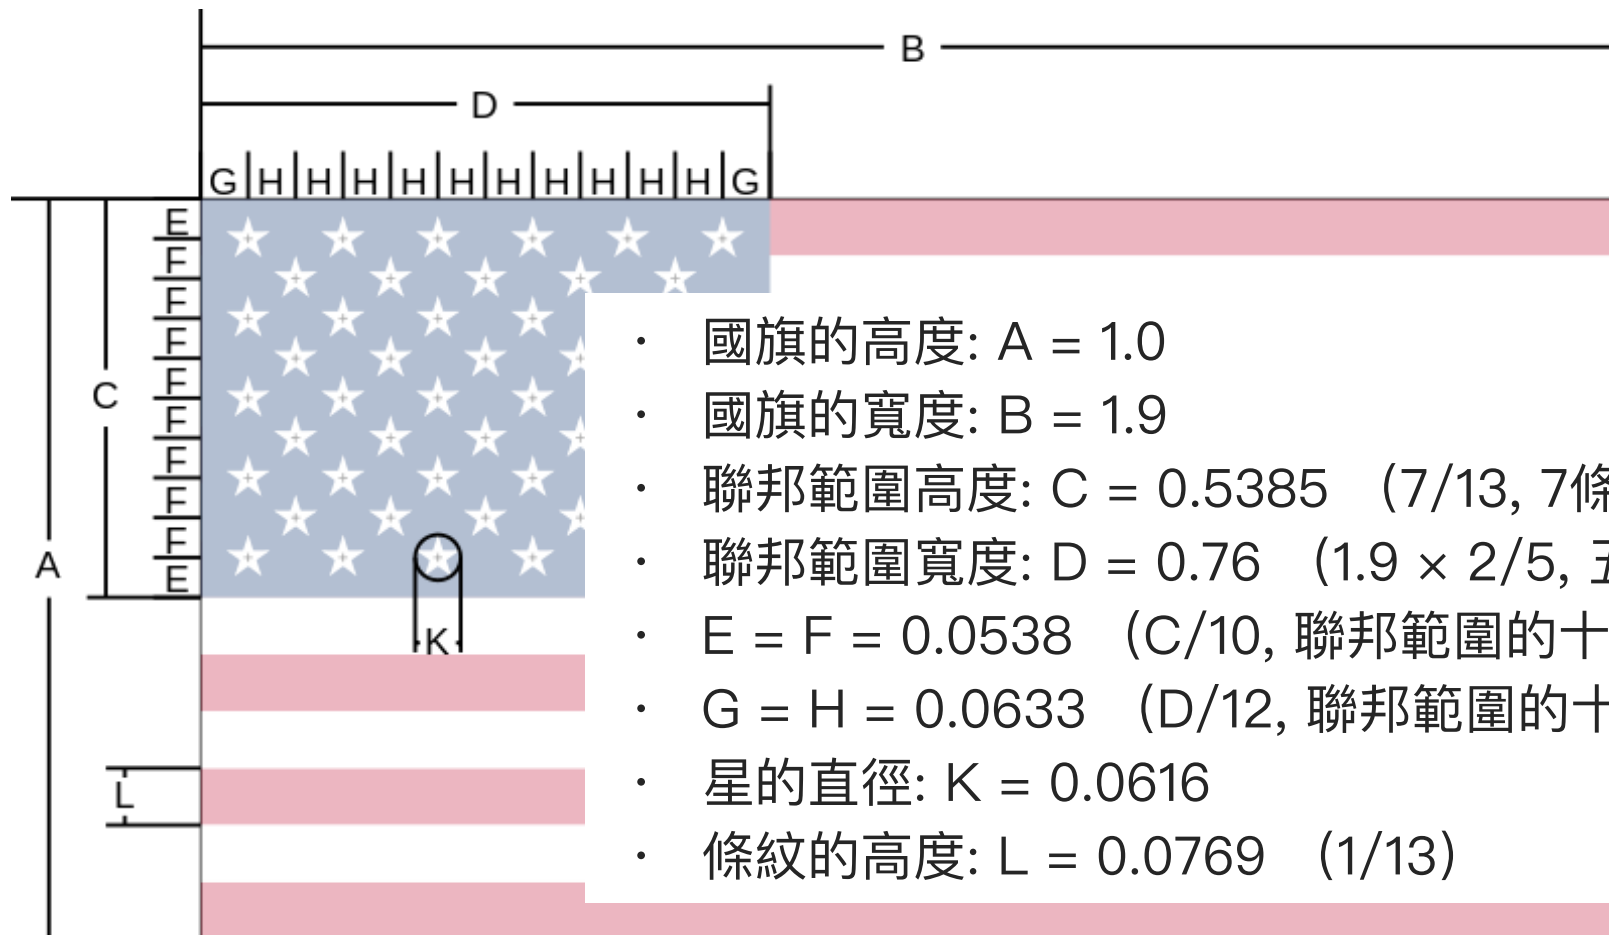 B
D
G H H H H H H H H H H G
E
F
F
F
F
F
F
F
F
E
C
A
K
L
· 國旗的高度: A = 1.0
· 國旗的寬度: B = 1.9
· 聯邦範圍高度: C = 0.5385 (7/13, 7條
· 聯邦範圍寬度: D = 0.76 (1.9 × 2/5, 五
· E = F = 0.0538 (C/10, 聯邦範圍的十
· G = H = 0.0633 (D/12, 聯邦範圍的十
· 星的直徑: K = 0.0616
· 條紋的高度: L = 0.0769 (1/13)